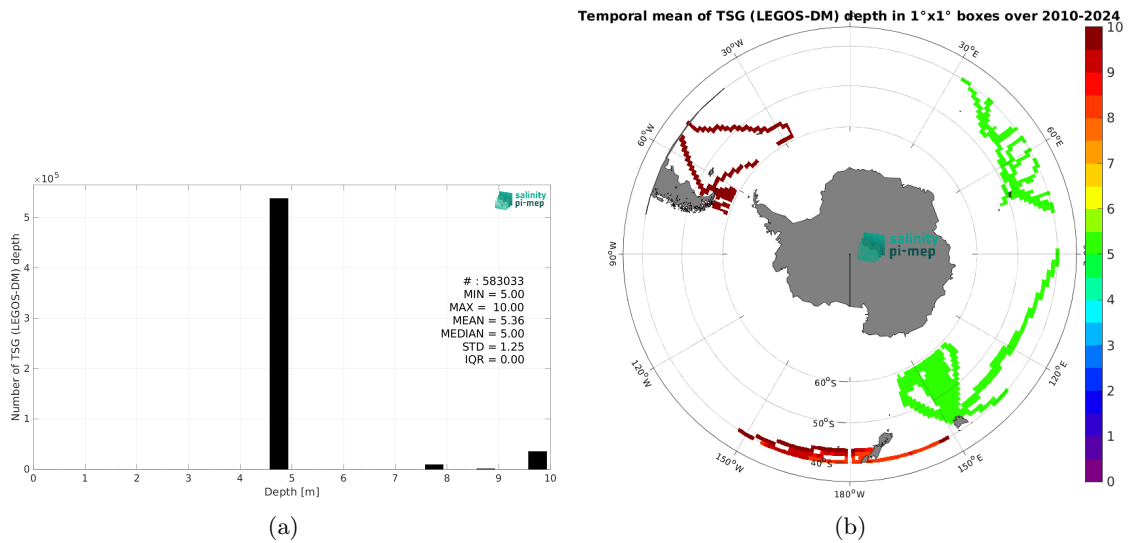 Temporal mean of TSG (LEGOS-DM) depth in 1°x1° boxes over 2010-2024
×10⁵
5
4
3
2
1
0
Number of TSG (LEGOS-DM) depth
0 1 2 3 4 5 6 7 8 9 10
Depth [m]
salinity
pi-mep
# : 583033
MIN = 5.00
MAX = 10.00
MEAN = 5.36
MEDIAN = 5.00
STD = 1.25
IQR = 0.00
30°W
30°E
60°W
60°E
90°W
120°W
120°E
150°W
150°E
180°W
60°S
50°S
40°S
salinity
pi-mep
10
9
8
7
6
5
4
3
2
1
0
(a)
(b)